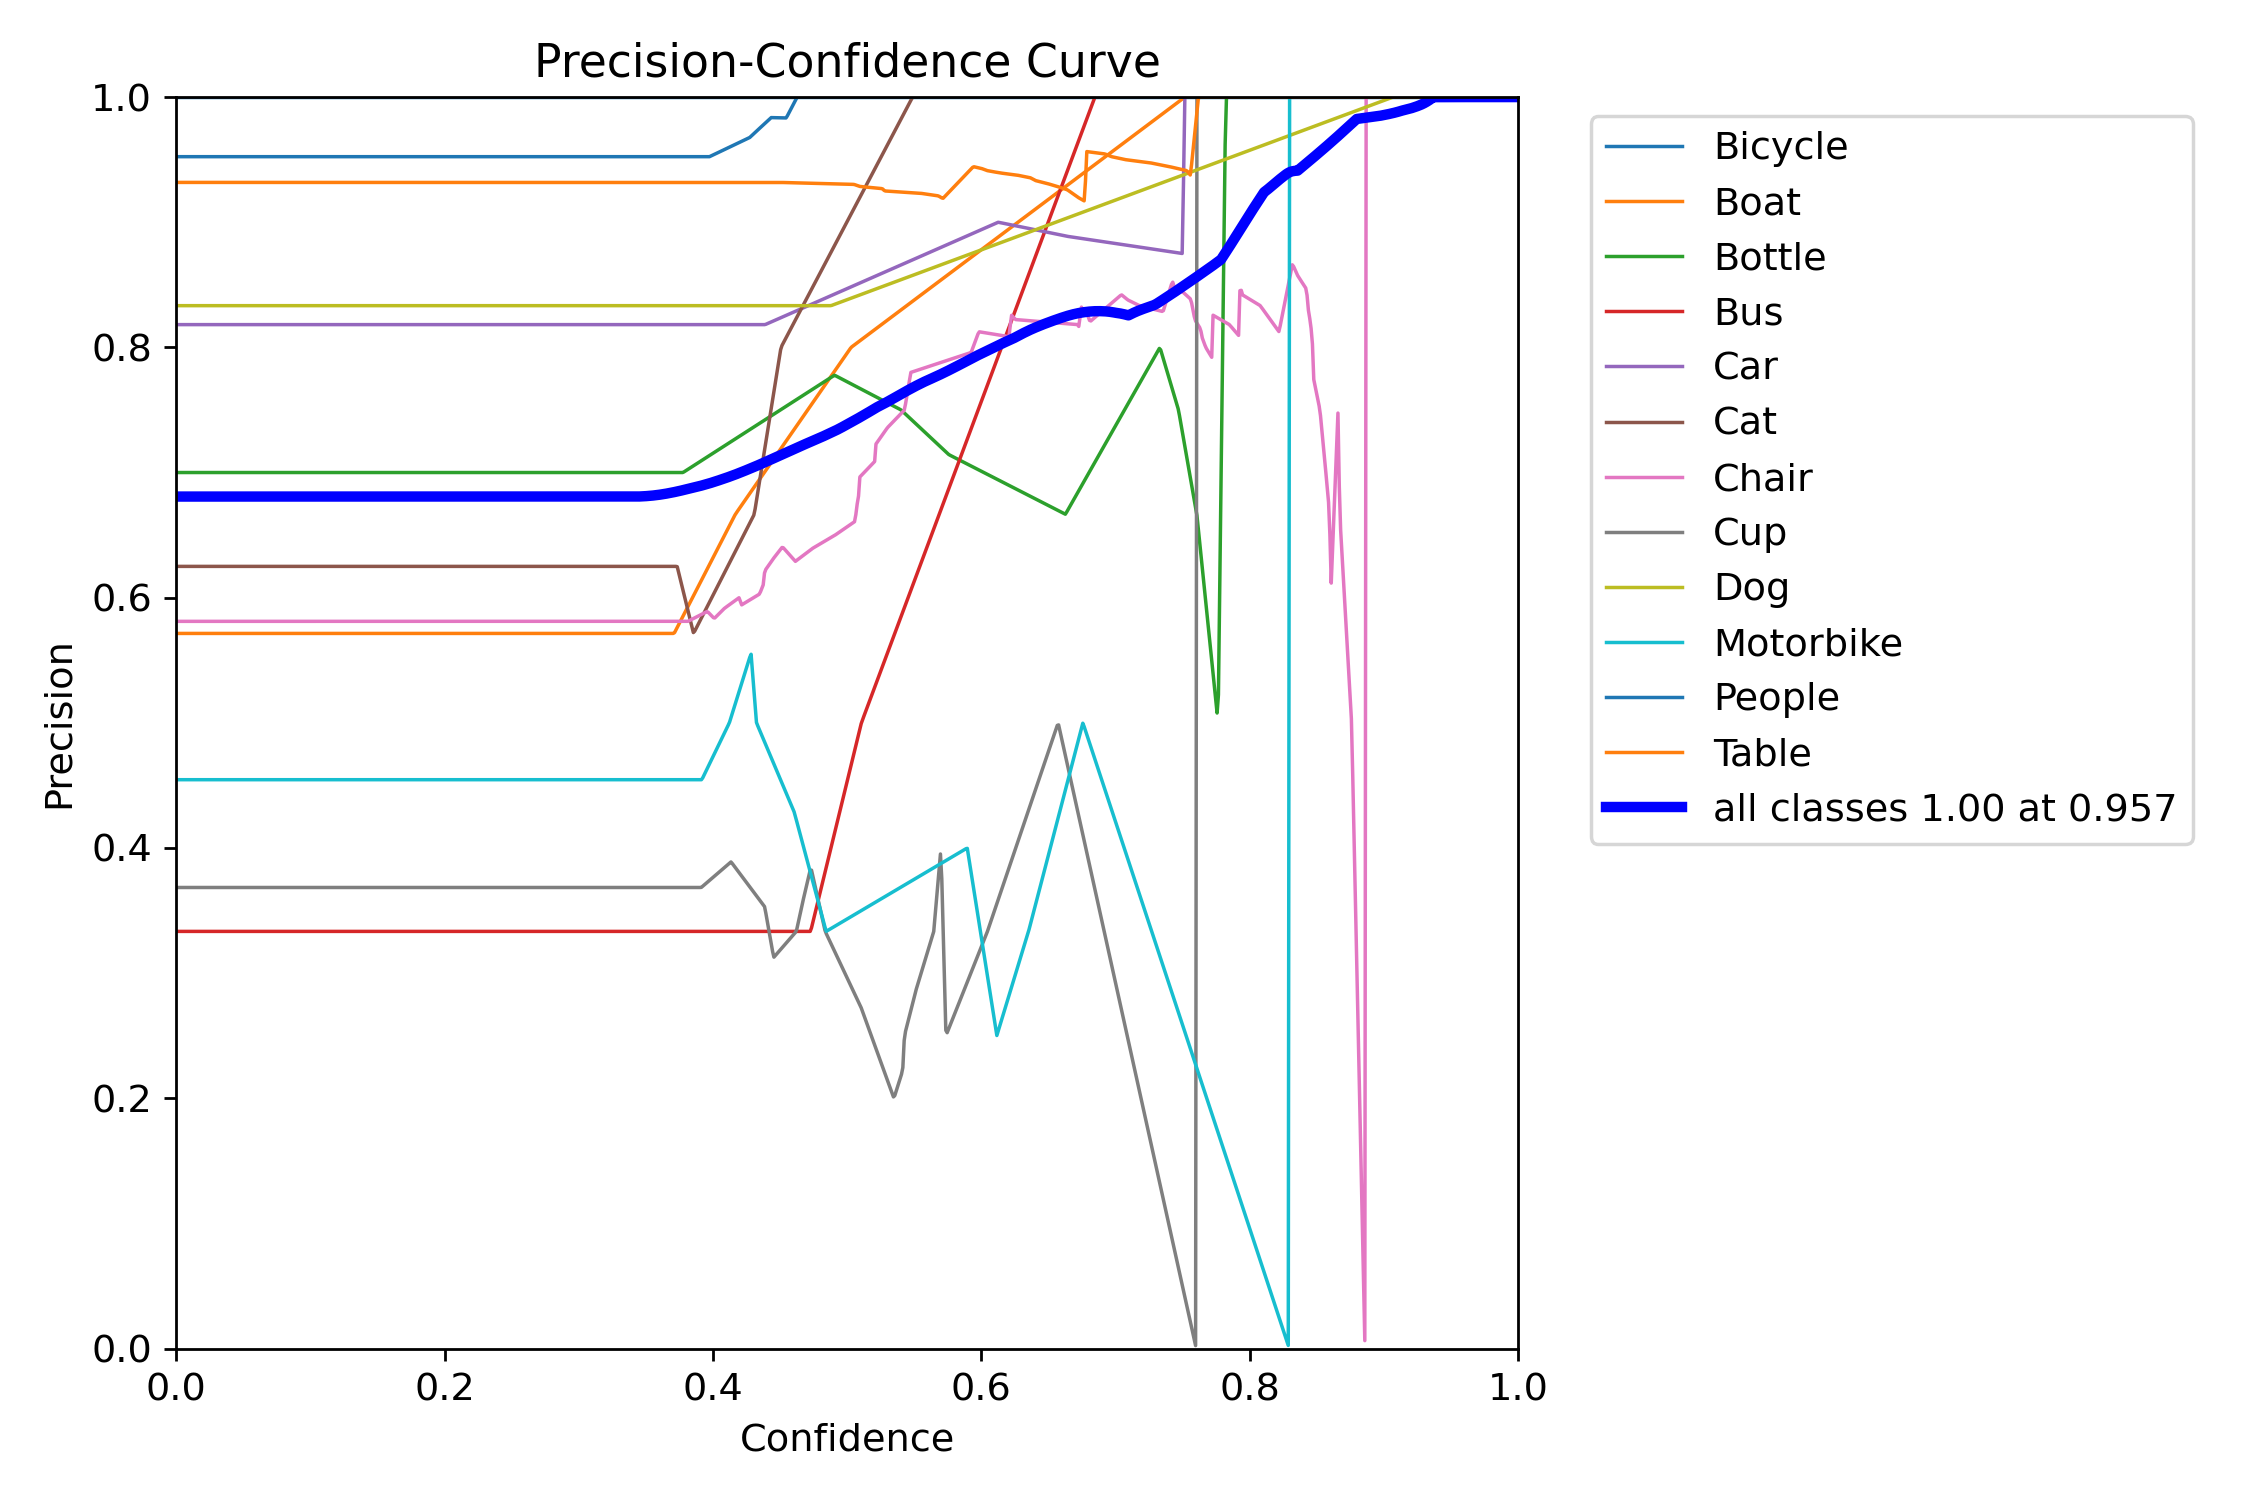 Precision-Confidence Curve
1.0
0.8
0.6
0.4
0.2
0.0
Precision
0.0 0.2 0.4 0.6 0.8 1.0
Confidence
Bicycle
Boat
Bottle
Bus
Car
Cat
Chair
Cup
Dog
Motorbike
People
Table
all classes 1.00 at 0.957